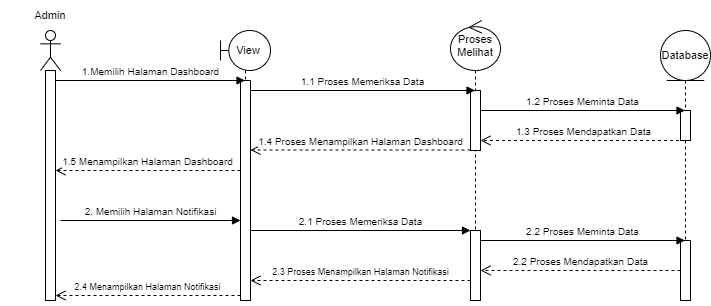 Admin
View
Proses
Melihat
Database
1.Memilih Halaman Dashboard
1.1 Proses Memeriksa Data
1.2 Proses Meminta Data
1.3 Proses Mendapatkan Data
1.4 Proses Menampilkan Halaman Dashboard
1.5 Menampilkan Halaman Dashboard
2. Memilih Halaman Notifikasi
2.1 Proses Memeriksa Data
2.2 Proses Meminta Data
2.2 Proses Mendapatkan Data
2.3 Proses Menampilkan Halaman Notifikasi
2.4 Menampilkan Halaman Notifikasi